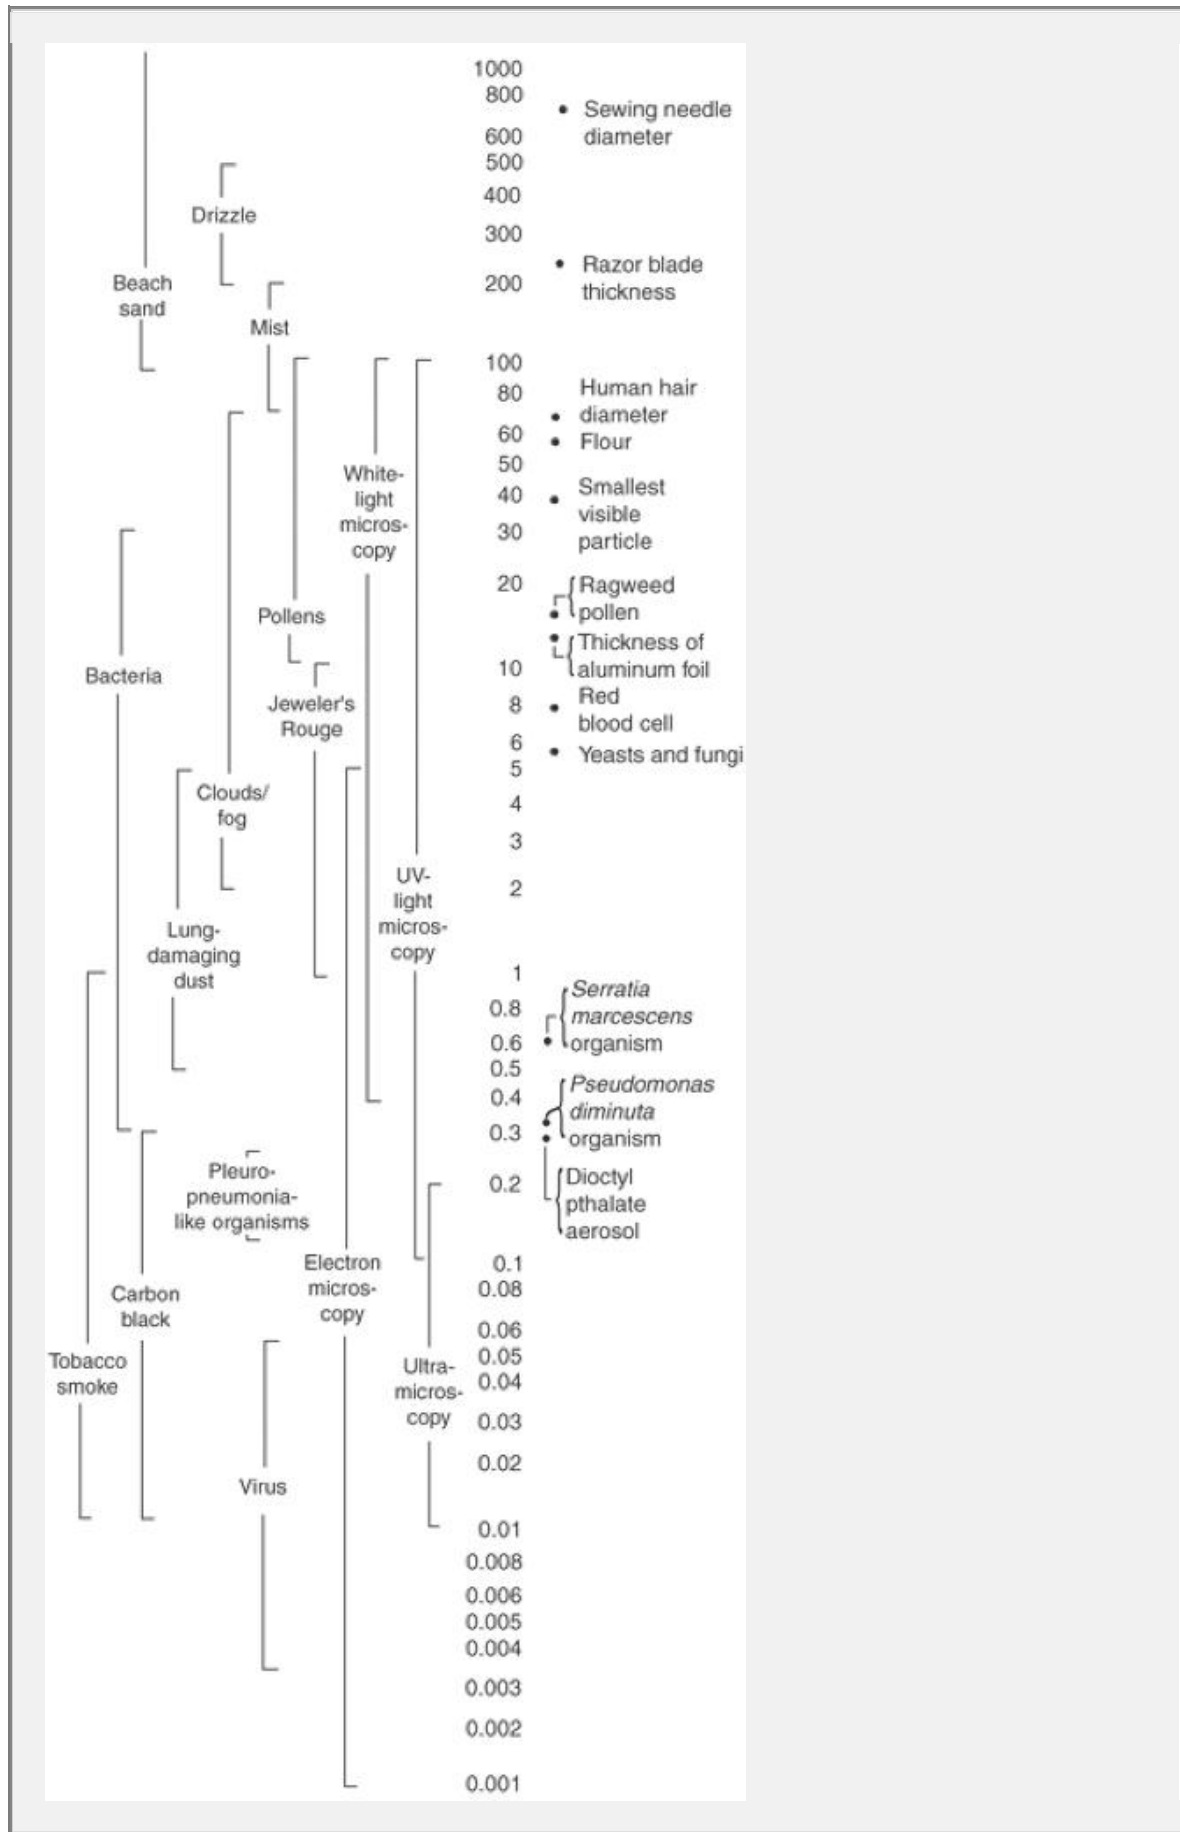 1000
800
Sewing needle
diameter
600
500
400
Drizzle
300
Razor blade
thickness
Beach
sand
200
Mist
100
80
Human hair
diameter
60
Flour
50
White-
light
micros-
copy
40
Smallest
visible
particle
30
20
Ragweed
pollen
Pollens
Thickness of
aluminum foil
10
Bacteria
Jeweler's
Rouge
8
Red
blood cell
6
Yeasts and fungi
5
Clouds/
fog
4
3
2
UV-
light
micros-
copy
Lung-
damaging
dust
1
0.8
Serratia
marcescens
organism
0.6
0.5
0.4
Pseudomonas
diminuta
organism
0.3
Pleuro-
pneumonia-
like organisms
0.2
Dioctyl
pthalate
aerosol
0.1
Electron
micros-
copy
0.08
Carbon
black
0.06
0.05
Tobacco
smoke
Ultra-
micros-
copy
0.04
0.03
0.02
Virus
0.01
0.008
0.006
0.005
0.004
0.003
0.002
0.001